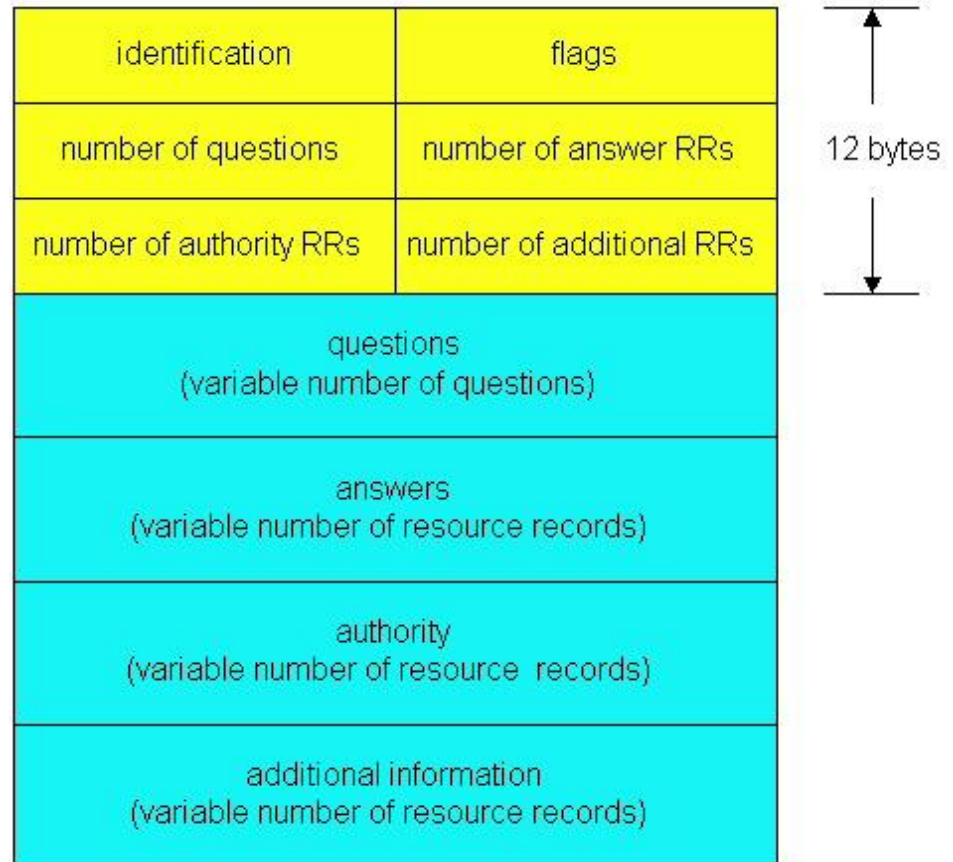 identification
flags
number of questions
number of answer RRs
12 bytes
number of authority RRs
number of additional RRs
questions
(variable number of questions)
answers
(variable number of resource records)
authority
(variable number of resource records)
additional information
(variable number of resource records)